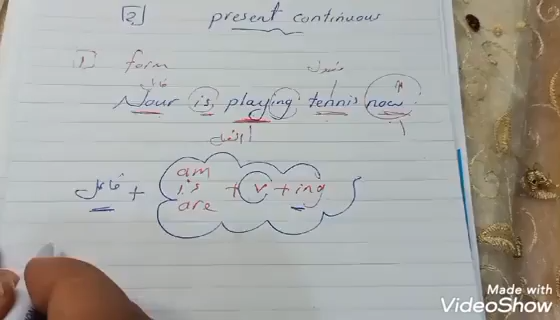 2 present continuous
1 form
مفعول
فاعل
Nour is playing tennis now
الفعل
am
فاعل + is + v + ing
are
Made with
VideoShow